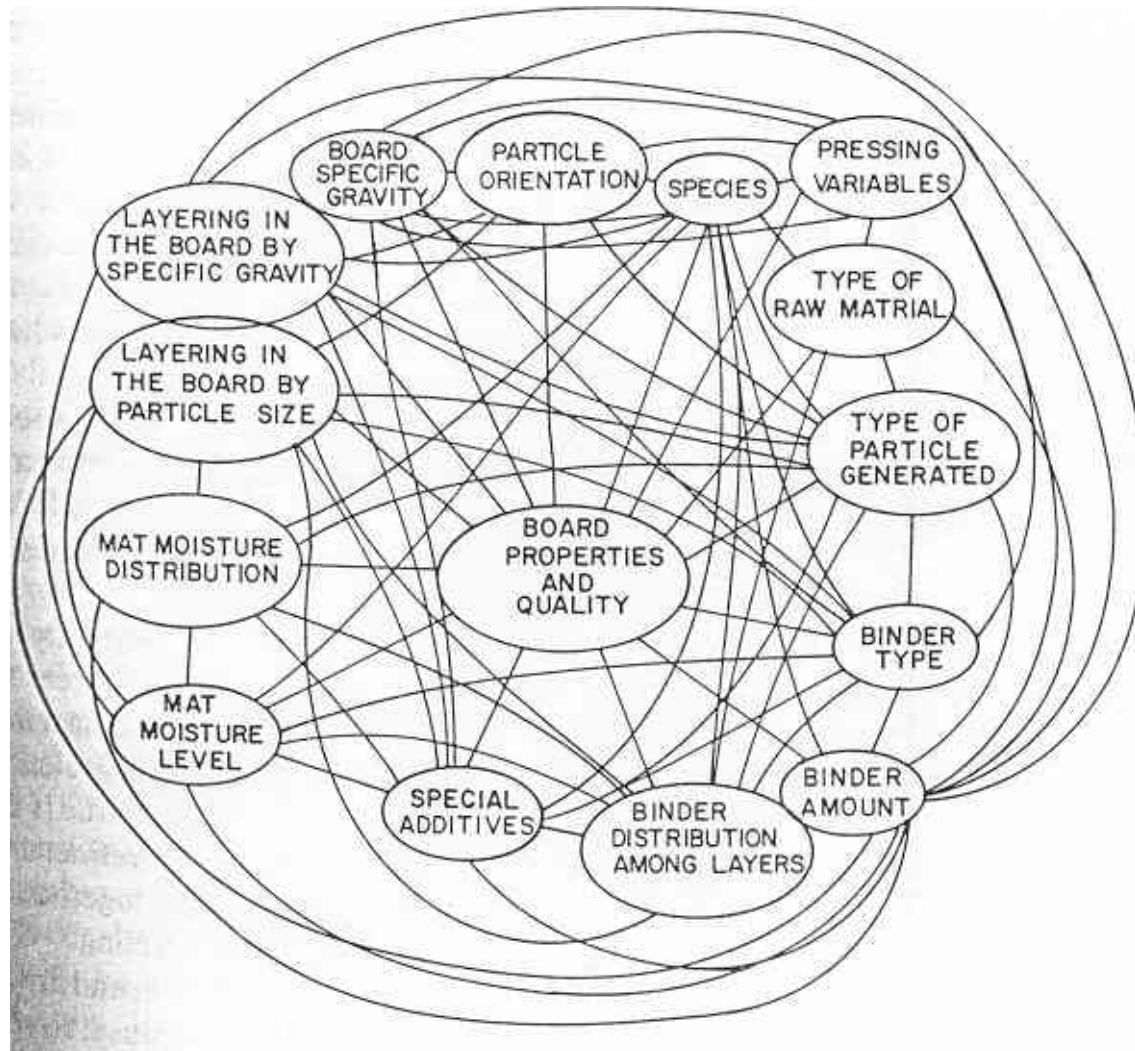 BOARD
SPECIFIC
GRAVITY
PARTICLE
ORIENTATION
SPECIES
PRESSING
VARIABLES
LAYERING IN
THE BOARD BY
SPECIFIC GRAVITY
TYPE OF
RAW MATRIAL
LAYERING IN
THE BOARD BY
PARTICLE SIZE
TYPE OF
PARTICLE
GENERATED
MAT MOISTURE
DISTRIBUTION
BOARD
PROPERTIES
AND
QUALITY
BINDER
TYPE
MAT
MOISTURE
LEVEL
SPECIAL
ADDITIVES
BINDER
DISTRIBUTION
AMONG LAYERS
BINDER
AMOUNT